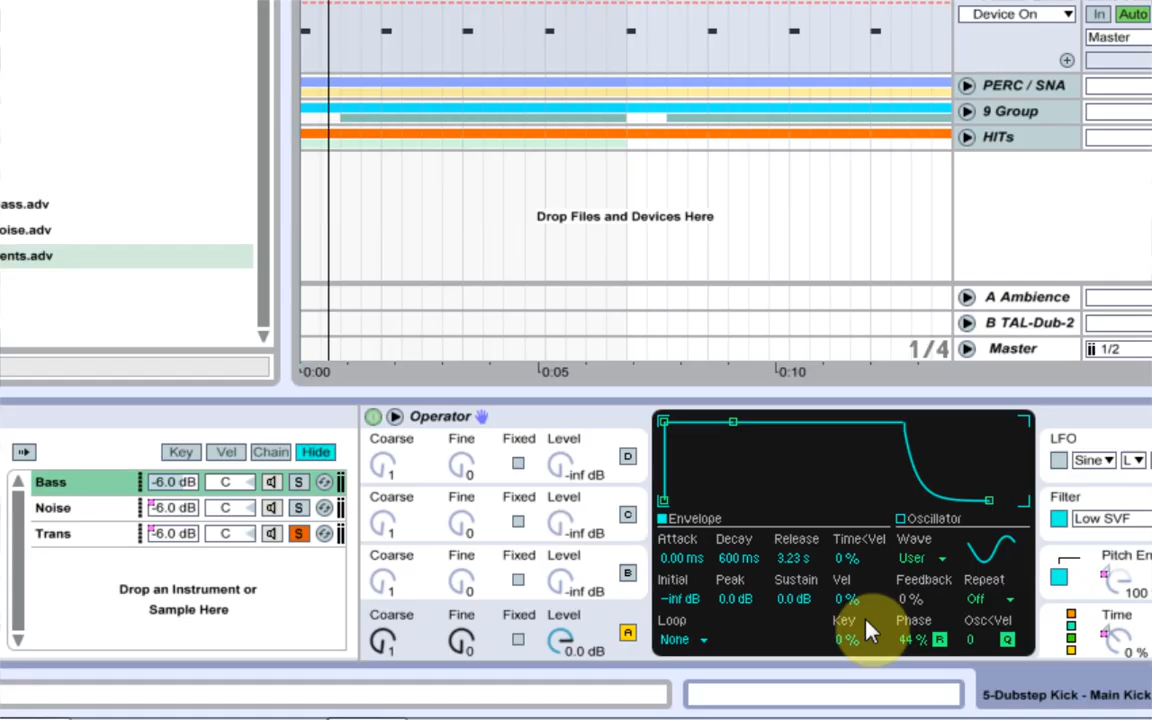 Device On
In Auto
Master
PERC / SNA
9 Group
HITs
ass.adv
oise.adv
ents.adv
Drop Files and Devices Here
A Ambience
B TAL-Dub-2
1/4
Master
1/2
0:00
0:05
0:10
Operator
Key Vel Chain Hide
Bass -6.0 dB C S
Noise -6.0 dB C S
Trans -6.0 dB C S
Drop an Instrument or
Sample Here
Coarse Fine Fixed Level
1 0 -inf dB D
Coarse Fine Fixed Level
1 0 -inf dB C
Coarse Fine Fixed Level
1 0 -inf dB B
Coarse Fine Fixed Level
1 0 0.0 dB A
Envelope Oscillator
Attack Decay Release Time<Vel Wave
0.00 ms 600 ms 3.23 s 0 % User
Initial Peak Sustain Vel Feedback Repeat
-inf dB 0.0 dB 0.0 dB 0 % 0 % Off
Loop Key Phase Osc<Vel
None 0 % 44 % R 0 Q
LFO
Sine L
Filter
Low SVF
Pitch En
100
Time
0 %
5-Dubstep Kick - Main Kick